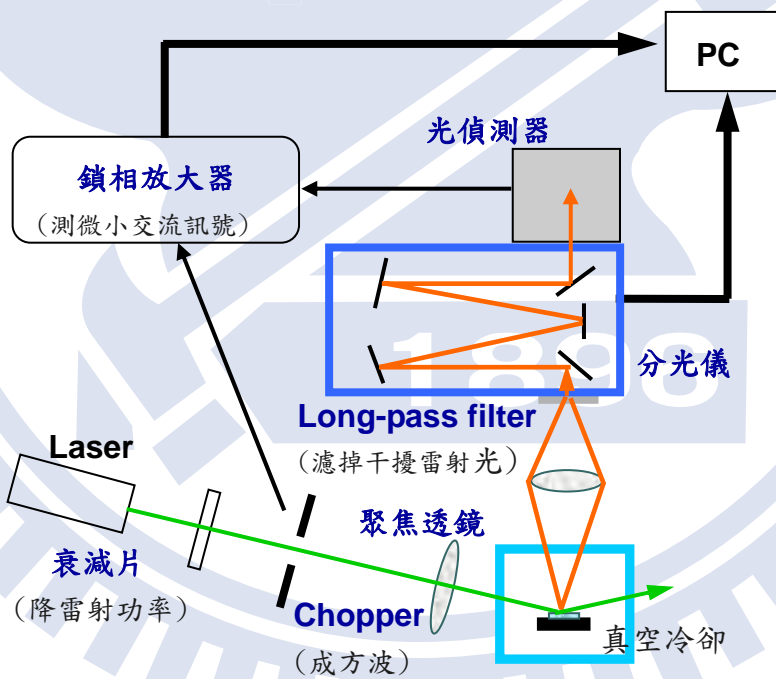 PC
光偵測器
鎖相放大器
（測微小交流訊號）
1898
分光儀
Long-pass filter
（濾掉干擾雷射光）
Laser
聚焦透鏡
衰減片
（降雷射功率）
Chopper
（成方波）
真空冷卻